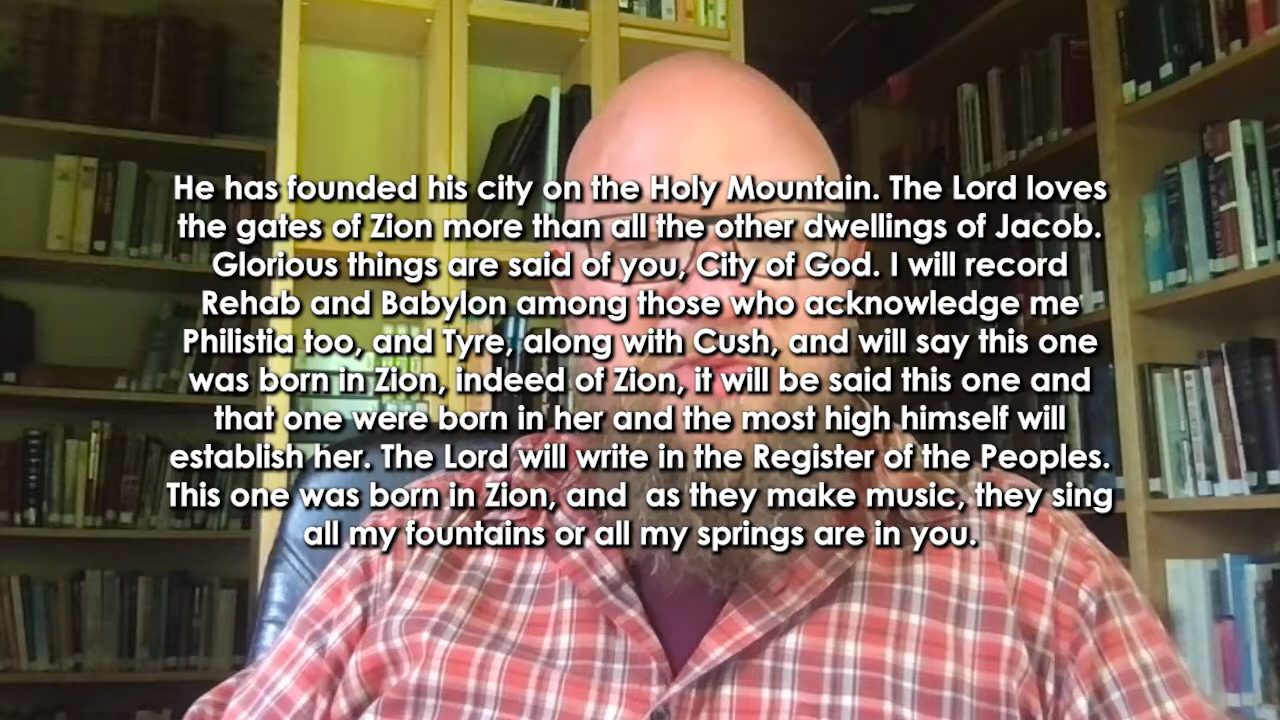 He has founded his city on the Holy Mountain. The Lord loves
the gates of Zion more than all the other dwellings of Jacob.
Glorious things are said of you, City of God. I will record
Rehab and Babylon among those who acknowledge me
Philistia too, and Tyre, along with Cush, and will say this one
was born in Zion, indeed of Zion, it will be said this one and
that one were born in her and the most high himself will
establish her. The Lord will write in the Register of the Peoples.
This one was born in Zion, and  as they make music, they sing
all my fountains or all my springs are in you.